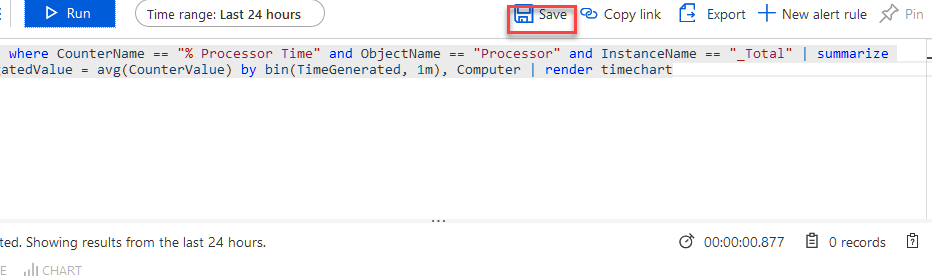 Run
Time range: Last 24 hours
Save
Copy link
Export
New alert rule
Pin
where CounterName == "% Processor Time" and ObjectName == "Processor" and InstanceName == "_Total" | summarize
gatedValue = avg(CounterValue) by bin(TimeGenerated, 1m), Computer | render timechart
...
ted. Showing results from the last 24 hours.
00:00:00.877
0 records
E
CHART